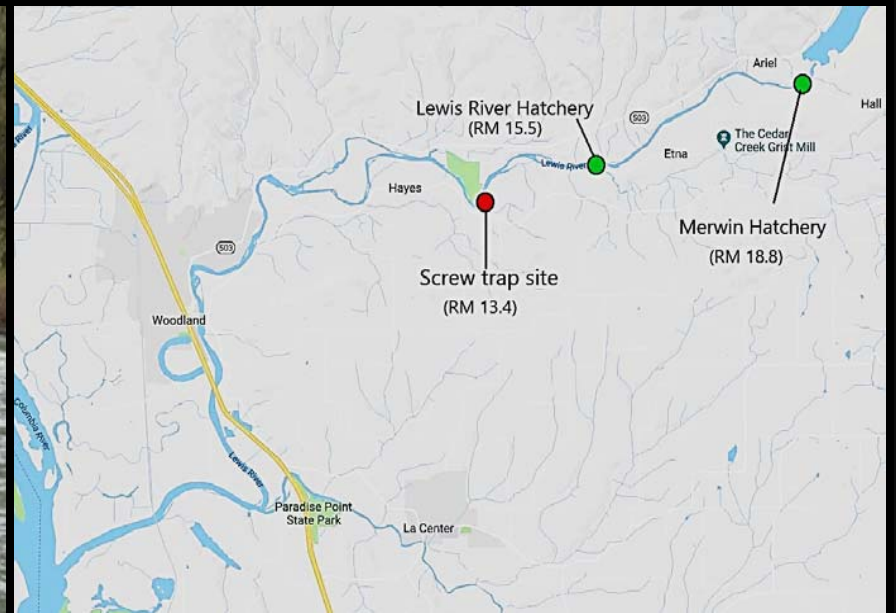 Ariel
Hall
Lewis River Hatchery
(RM 15.5)
503
The Cedar
Creek Grist Mill
Etna
Lewis River
Hayes
River
Merwin Hatchery
(RM 18.8)
503
Screw trap site
(RM 13.4)
Woodland
Columbia River
Lewis River
Paradise Point
State Park
La Center